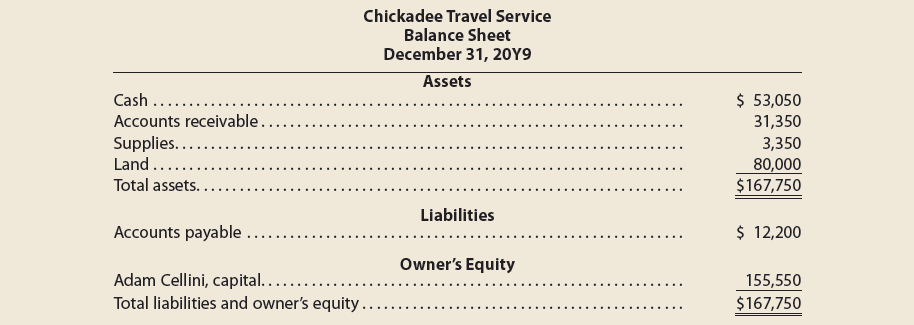 Chickadee Travel Service
Balance Sheet
December 31, 20Y9
Assets
Cash ........................................................................ $ 53,050
Accounts receivable ........................................................ 31,350
Supplies..................................................................... 3,350
Land ........................................................................ 80,000
Total assets................................................................. $167,750
Liabilities
Accounts payable ............................................................ $ 12,200
Owner's Equity
Adam Cellini, capital........................................................ 155,550
Total liabilities and owner's equity ........................................ $167,750